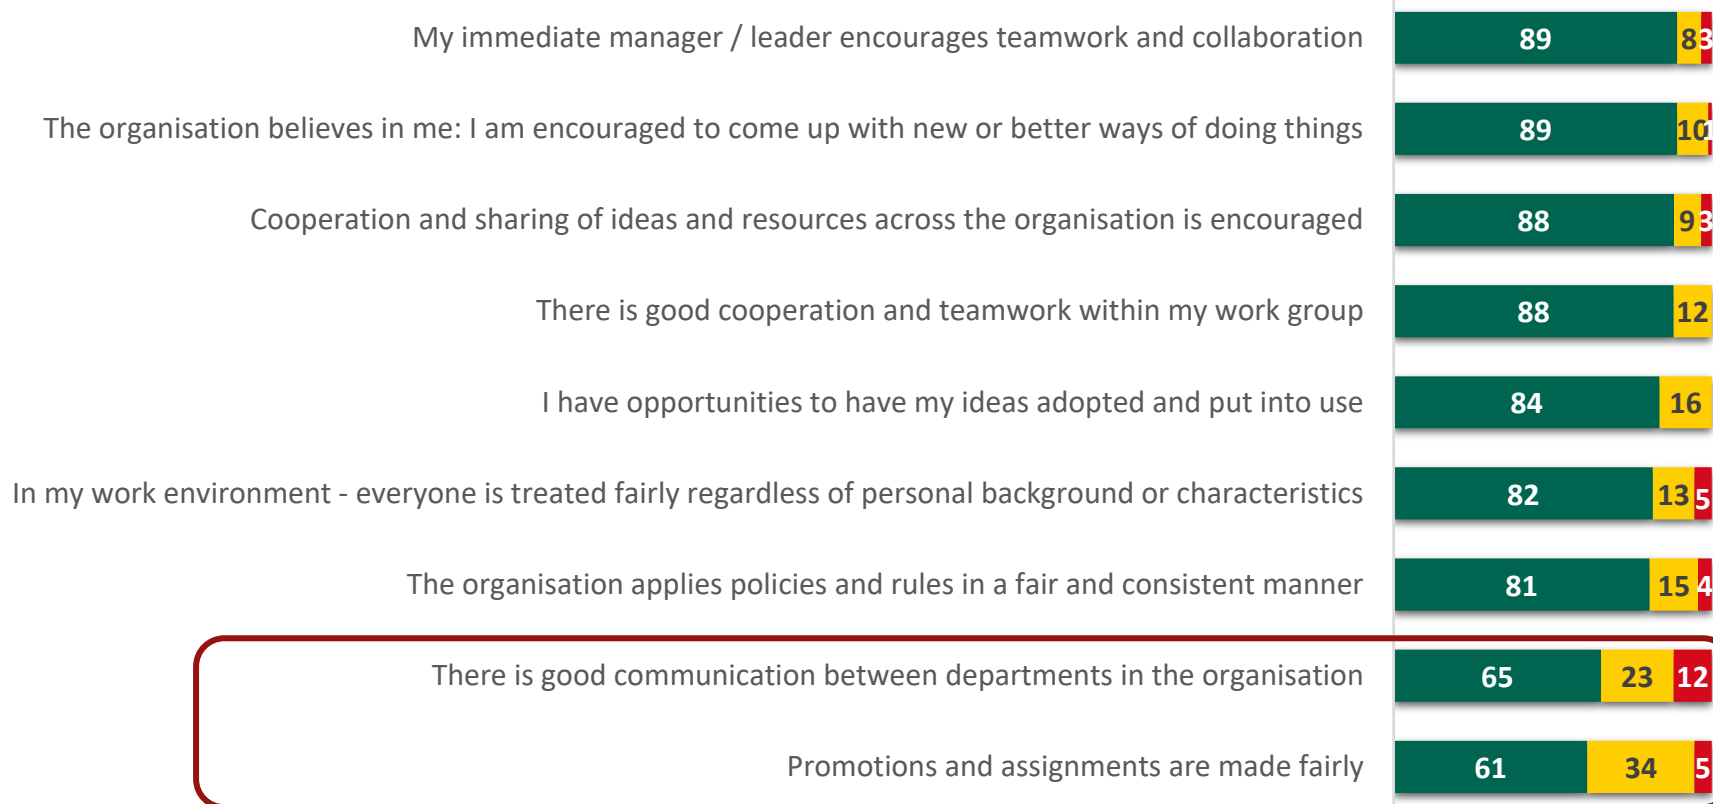 My immediate manager / leader encourages teamwork and collaboration 89 8 3
The organisation believes in me: I am encouraged to come up with new or better ways of doing things 89 10 1
Cooperation and sharing of ideas and resources across the organisation is encouraged 88 9 3
There is good cooperation and teamwork within my work group 88 12
I have opportunities to have my ideas adopted and put into use 84 16
In my work environment - everyone is treated fairly regardless of personal background or characteristics 82 13 5
The organisation applies policies and rules in a fair and consistent manner 81 15 4
There is good communication between departments in the organisation 65 23 12
Promotions and assignments are made fairly 61 34 5